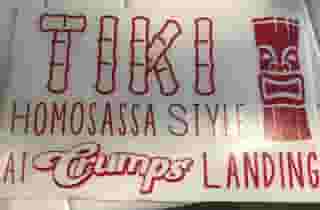 TIKI
HOMOSASSA STYLE
AT Crumps LANDING